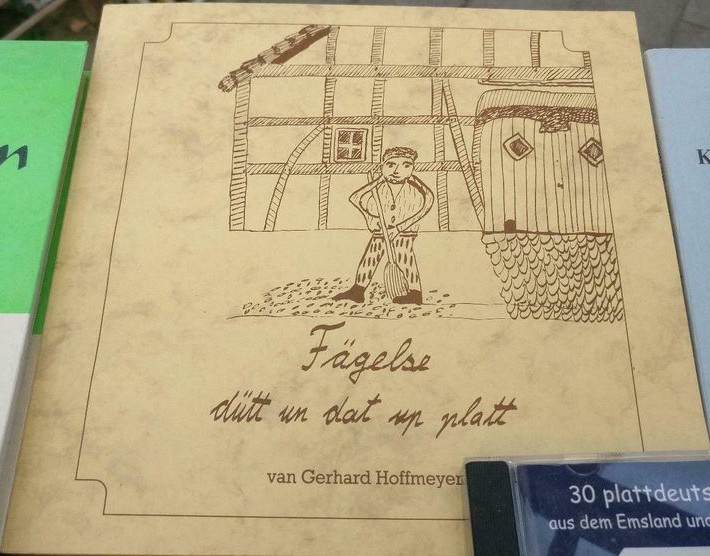 Fägelse
dütt un dat up platt
van Gerhard Hoffmeyer
30 plattdeuts
aus dem Emsland und
n
K